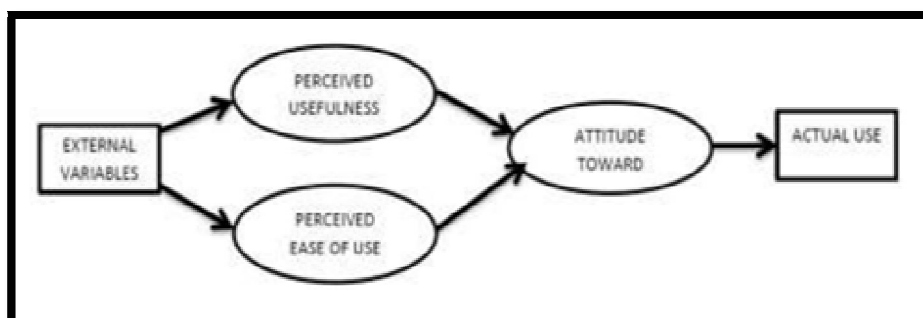 PERCEIVED
USEFULNESS
EXTERNAL
VARIABLES
ATTITUDE
TOWARD
ACTUAL USE
PERCEIVED
EASE OF USE